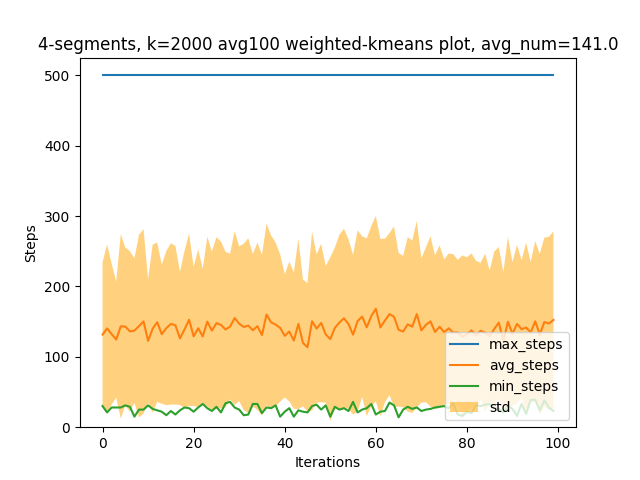 4-segments, k=2000 avg100 weighted-kmeans plot, avg_num=141.0
Steps
500
400
300
200
100
0
0 20 40 60 80 100
Iterations
max_steps
avg_steps
min_steps
std